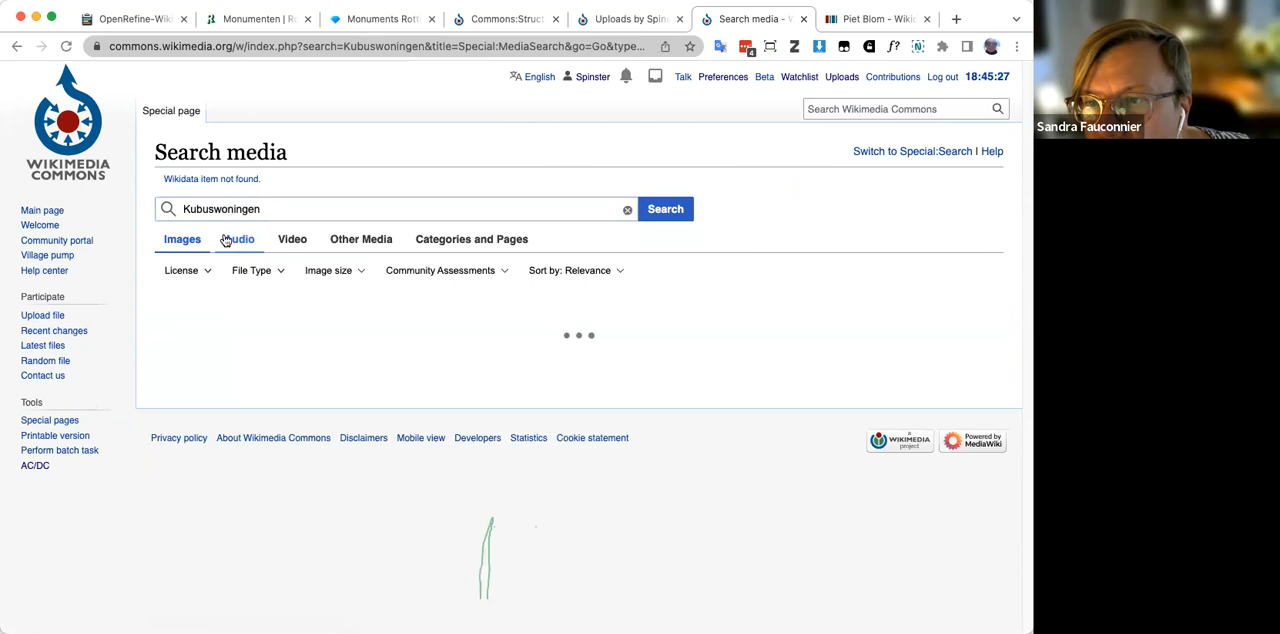 OpenRefine-Wiki
Monumenten | R
Monuments Rott
Commons:Struct
Uploads by Spin
Search media -
Piet Blom - Wiki
commons.wikimedia.org/w/index.php?search=Kubuswoningen&title=Special:MediaSearch&go=Go&type...
4
f?
N
Sandra Fauconnier
English Spinster Talk Preferences Beta Watchlist Uploads Contributions Log out 18:45:27
Special page
Search Wikimedia Commons
WIKIMEDIA
COMMONS
Search media
Switch to Special:Search | Help
Wikidata item not found.
Kubuswoningen
Search
Images Audio Video Other Media Categories and Pages
License File Type Image size Community Assessments Sort by: Relevance
Main page
Welcome
Community portal
Village pump
Help center
Participate
Upload file
Recent changes
Latest files
Random file
Contact us
Tools
Special pages
Printable version
Perform batch task
AC/DC
Privacy policy About Wikimedia Commons Disclaimers Mobile view Developers Statistics Cookie statement
A
WIKIMEDIA
project
Powered by
MediaWiki